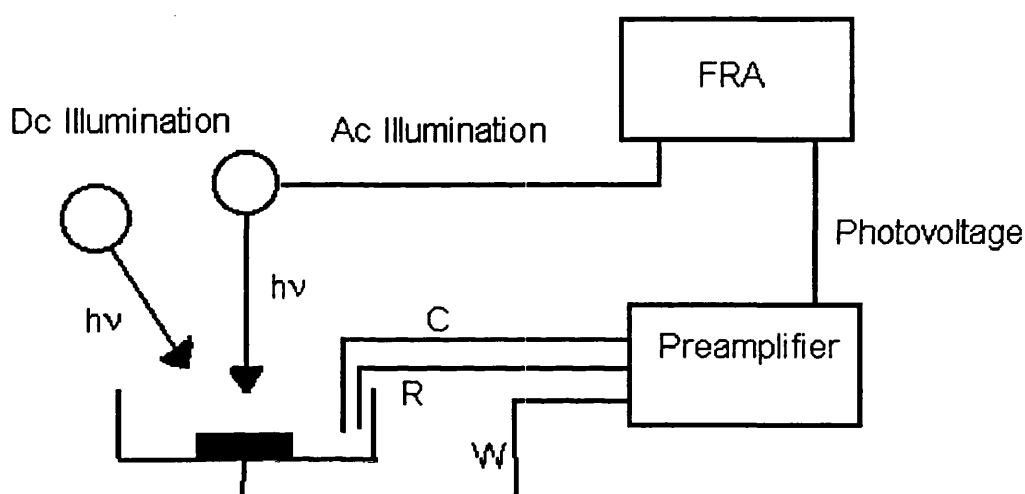 FRA
Dc Illumination
Ac Illumination
Photovoltage
hν
hν
C
Preamplifier
R
W